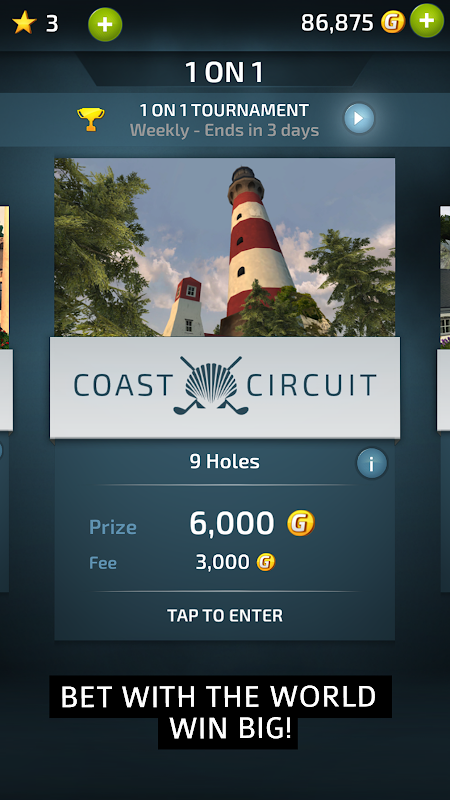 3
86,875 G
1 ON 1
1 ON 1 TOURNAMENT
Weekly - Ends in 3 days
COAST CIRCUIT
9 Holes
i
Prize 6,000 G
Fee 3,000 G
TAP TO ENTER
BET WITH THE WORLD
WIN BIG!